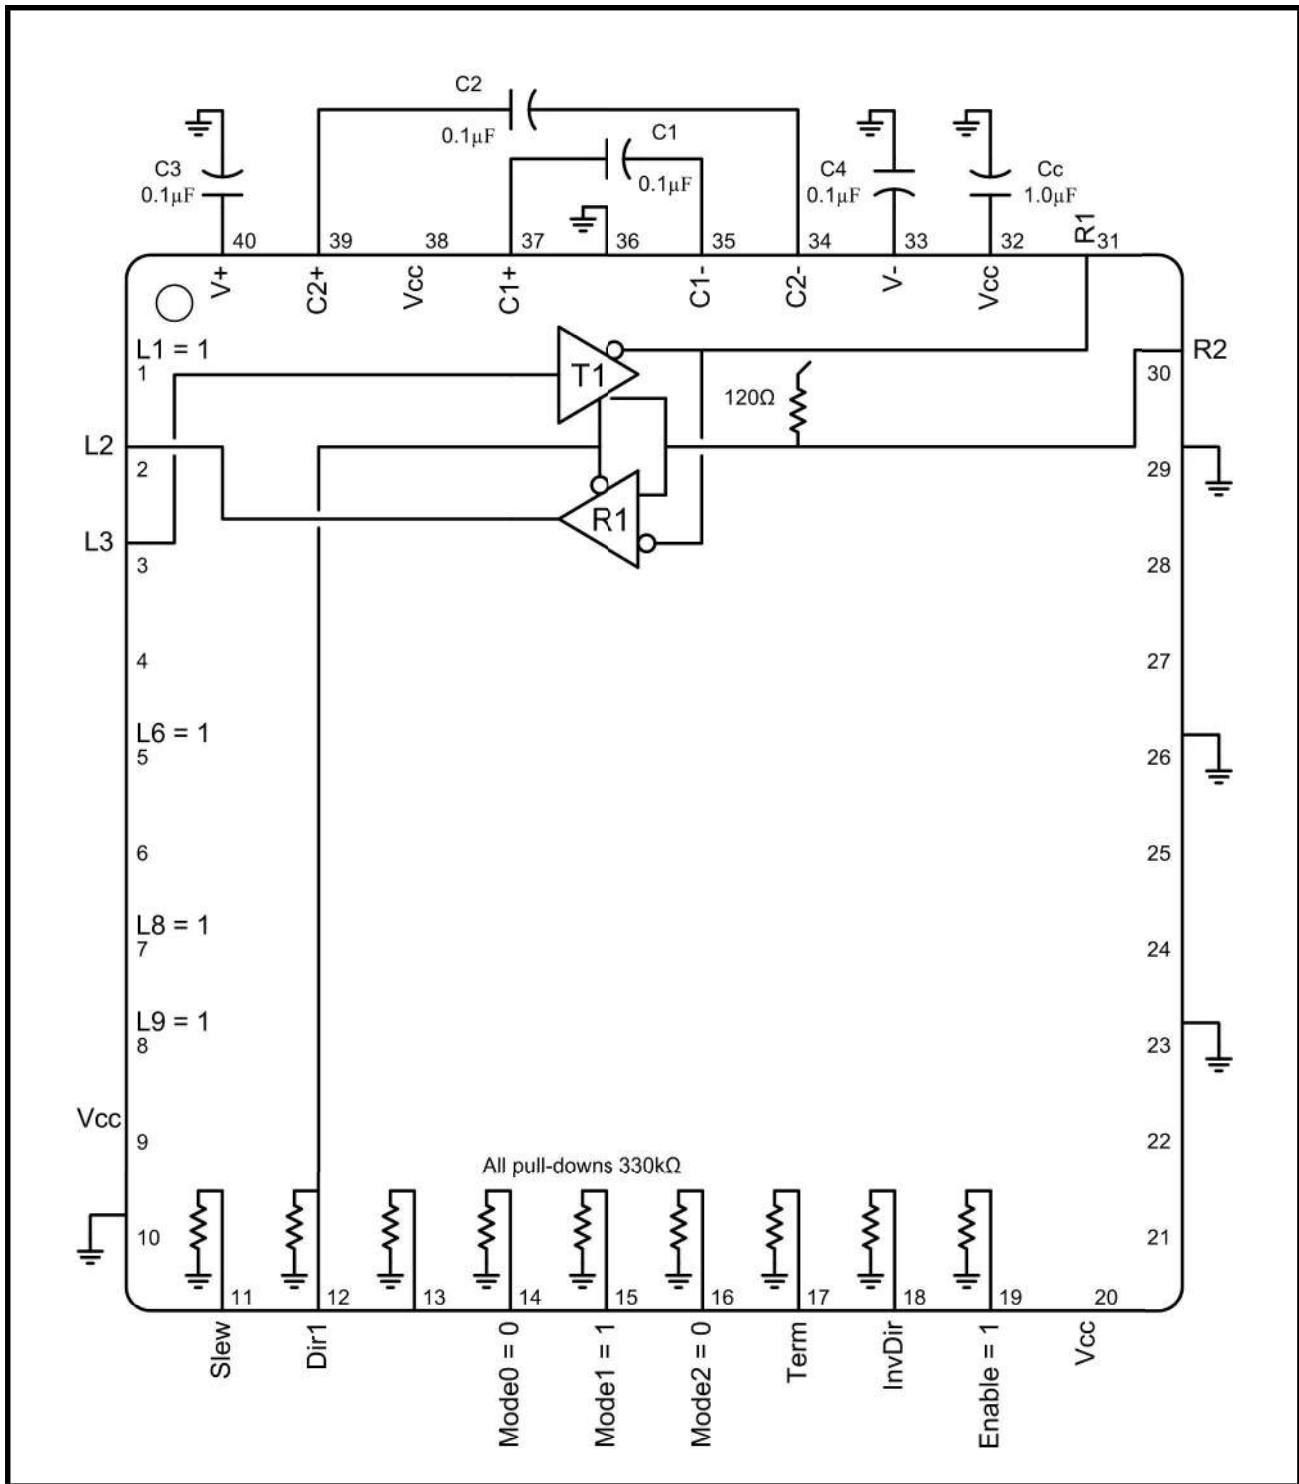 C2
0.1μF
C1
0.1μF
C3
0.1μF
C4
0.1μF
Cc
1.0μF
R1
40
39
38
37
36
35
34
33
32
31
V+
C2+
Vcc
C1+
C1-
C2-
V-
Vcc
L1 = 1
1
T1
120Ω
R2
30
L2
2
29
R1
L3
3
28
4
27
L6 = 1
5
26
6
25
L8 = 1
7
24
L9 = 1
8
23
Vcc
9
22
All pull-downs 330kΩ
10
21
11
12
13
14
15
16
17
18
19
20
Slew
Dir1
Mode0 = 0
Mode1 = 1
Mode2 = 0
Term
InvDir
Enable = 1
Vcc